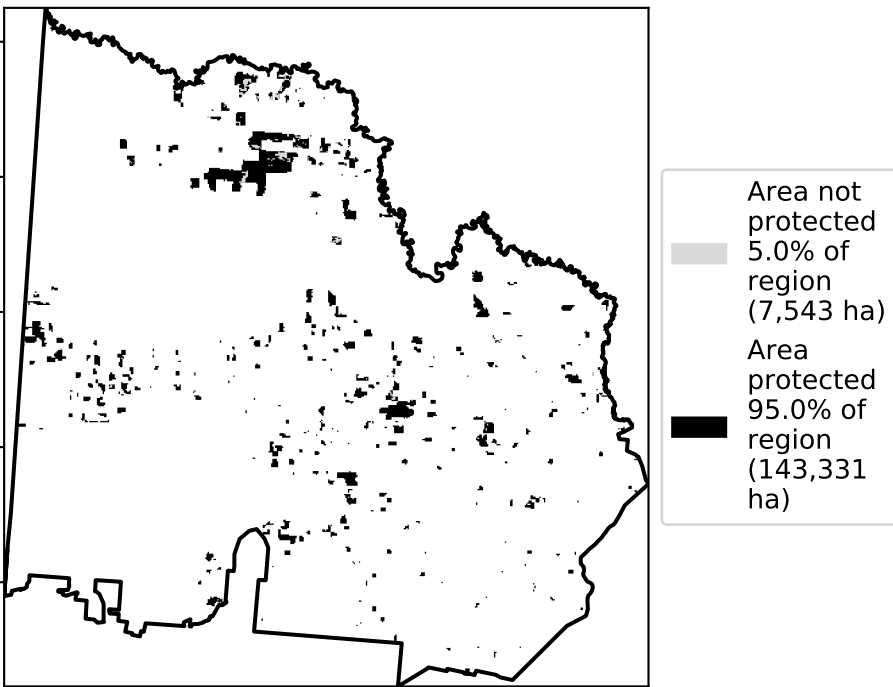 Area not
protected
5.0% of
region
(7,543 ha)
Area
protected
95.0% of
region
(143,331
ha)